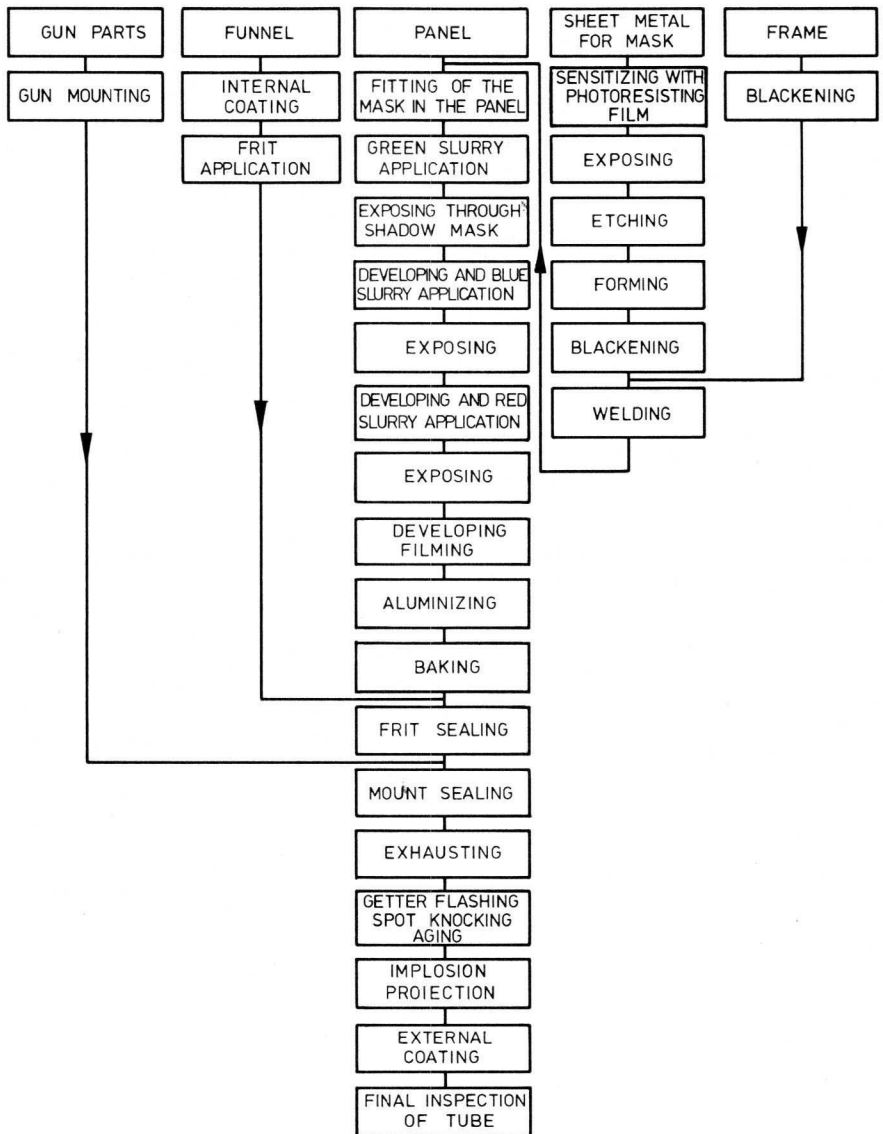 GUN PARTS
GUN MOUNTING
FUNNEL
INTERNAL
COATING
FRIT
APPLICATION
PANEL
FITTING OF THE
MASK IN THE PANEL
GREEN SLURRY
APPLICATION
EXPOSING THROUGH
SHADOW MASK
DEVELOPING AND BLUE
SLURRY APPLICATION
EXPOSING
DEVELOPING AND RED
SLURRY APPLICATION
EXPOSING
DEVELOPING
FILMING
ALUMINIZING
BAKING
FRIT SEALING
MOUNT SEALING
EXHAUSTING
GETTER FLASHING
SPOT KNOCKING
AGING
IMPLOSION
PROIECTION
EXTERNAL
COATING
FINAL INSPECTION
OF TUBE
SHEET METAL
FOR MASK
SENSITIZING WITH
PHOTORESISTING
FILM
EXPOSING
ETCHING
FORMING
BLACKENING
WELDING
FRAME
BLACKENING